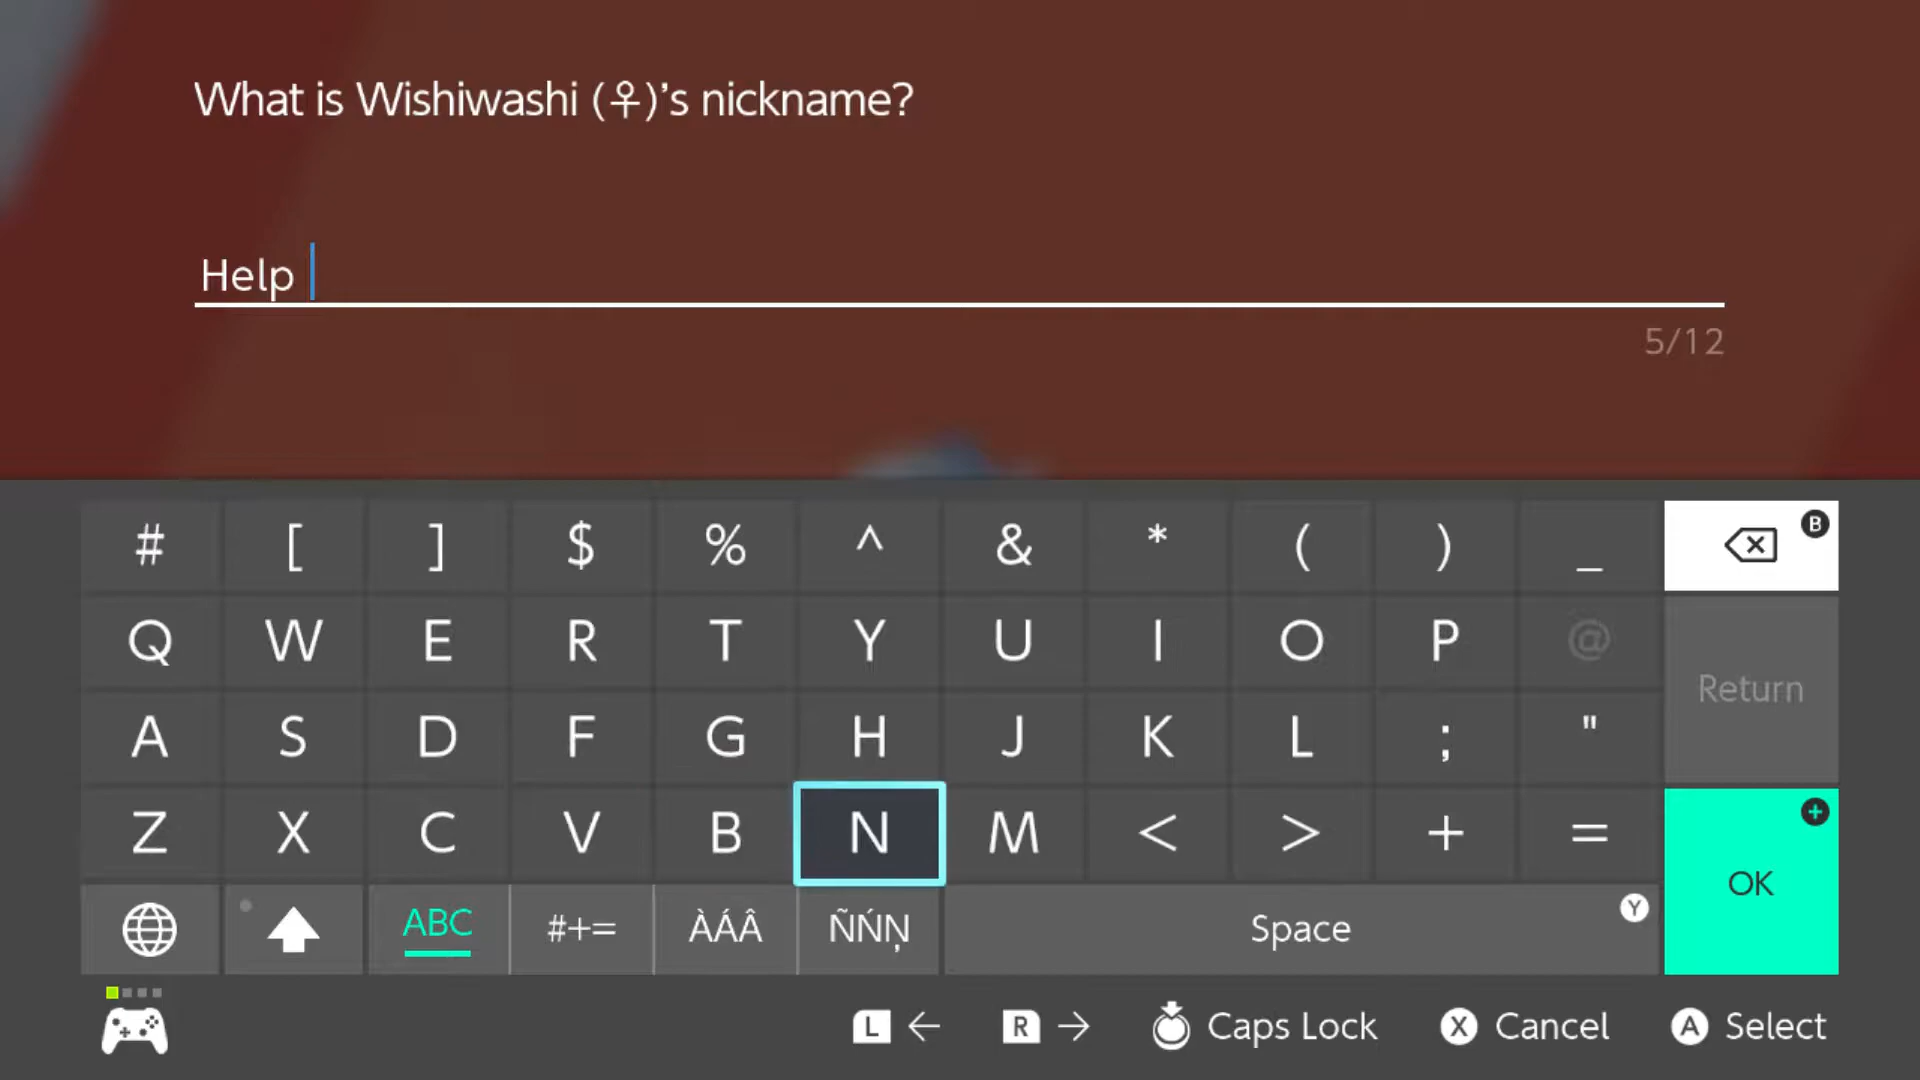 What is Wishiwashi (♀)'s nickname?
Help
5/12
# [ ] $ % ^ & * ( ) _ B
Q W E R T Y U I O P @
Return
A S D F G H J K L ; "
Z X C V B N M < > + = +
OK
ABC #+= ÀÁÂ ÑŃŅ Space Y
L ← R → Caps Lock X Cancel A Select